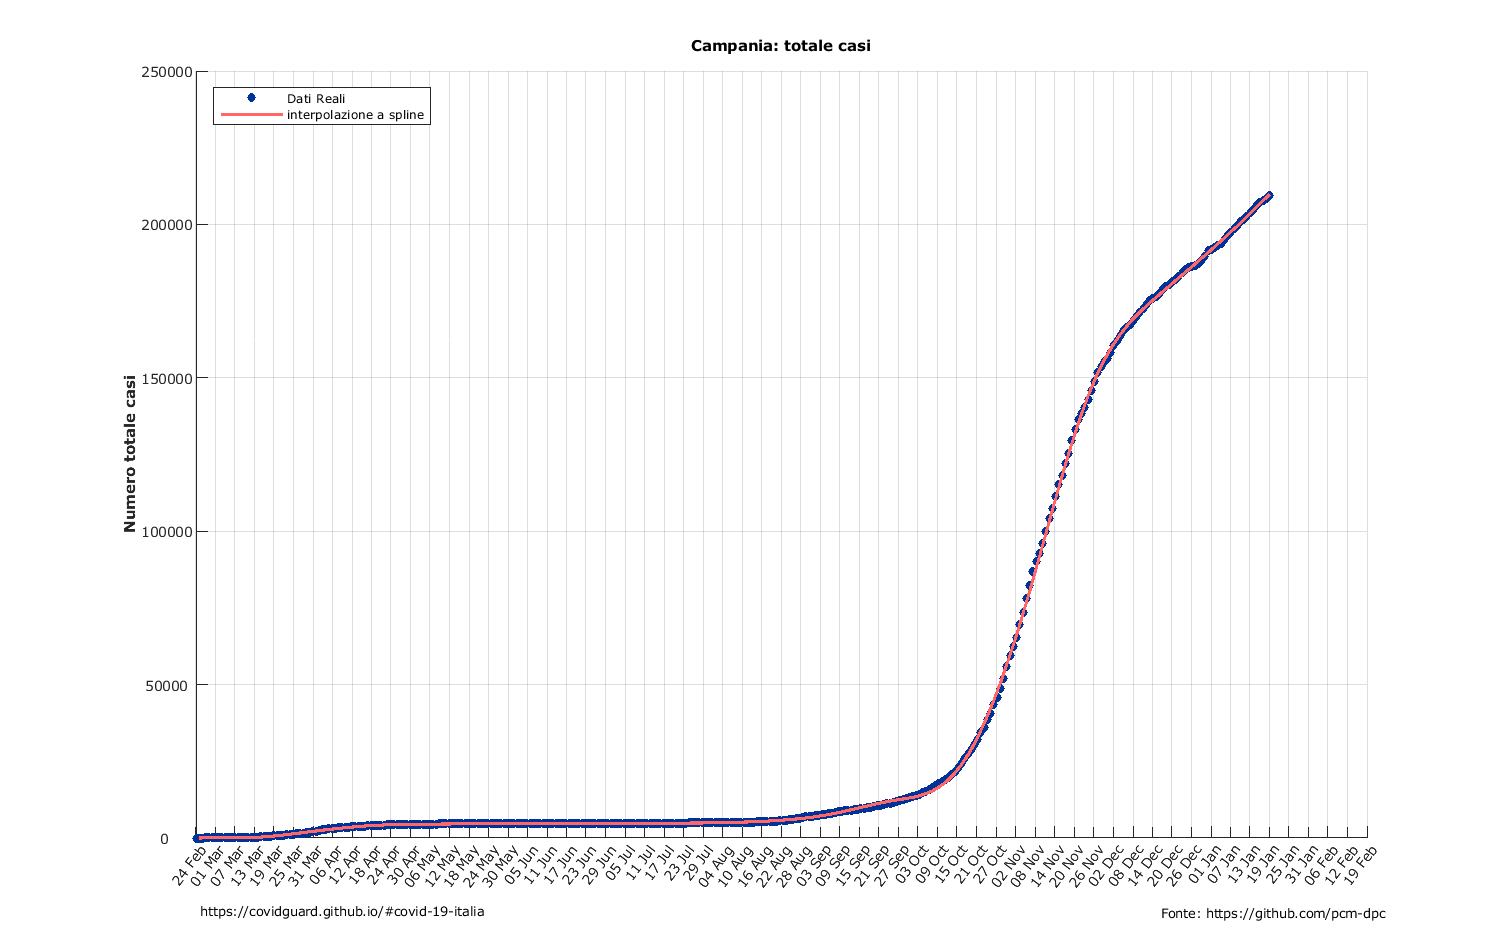 Campania: totale casi
250000
200000
150000
100000
50000
0
Numero totale casi
Dati Reali
interpolazione a spline
24 Feb
01 Mar
07 Mar
13 Mar
19 Mar
25 Mar
31 Mar
06 Apr
12 Apr
18 Apr
24 Apr
30 Apr
06 May
12 May
18 May
24 May
30 May
05 Jun
11 Jun
17 Jun
23 Jun
29 Jun
05 Jul
11 Jul
17 Jul
23 Jul
29 Jul
04 Aug
10 Aug
16 Aug
22 Aug
28 Aug
03 Sep
09 Sep
15 Sep
21 Sep
27 Sep
03 Oct
09 Oct
15 Oct
21 Oct
27 Oct
02 Nov
08 Nov
14 Nov
20 Nov
26 Nov
02 Dec
08 Dec
14 Dec
20 Dec
26 Dec
01 Jan
07 Jan
13 Jan
19 Jan
25 Jan
31 Jan
06 Feb
12 Feb
19 Feb
https://covidguard.github.io/#covid-19-italia
Fonte: https://github.com/pcm-dpc